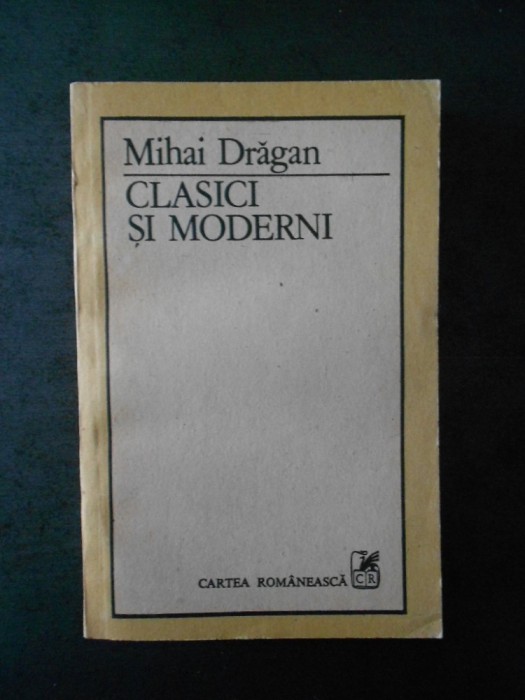 Mihai Drăgan
CLASICI
ȘI MODERNI
CARTEA ROMÂNEASCĂ
CR